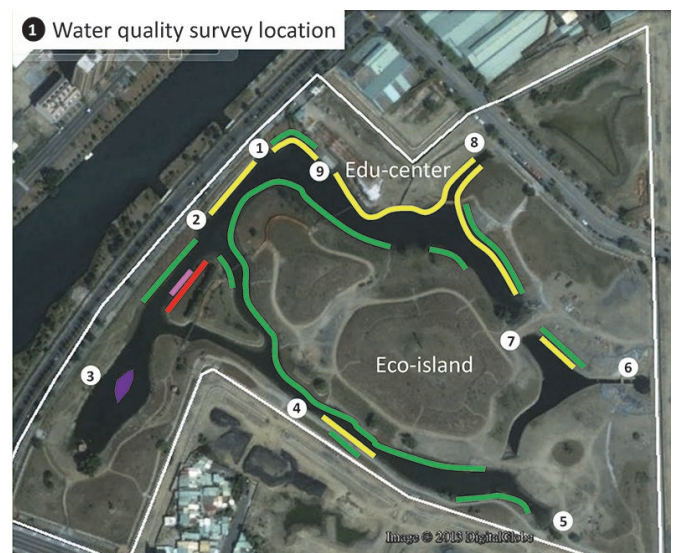 1 Water quality survey location
1
8
9
Edu-center
2
7
6
3
Eco-island
4
5
Image © 2013 DigitalGlobe